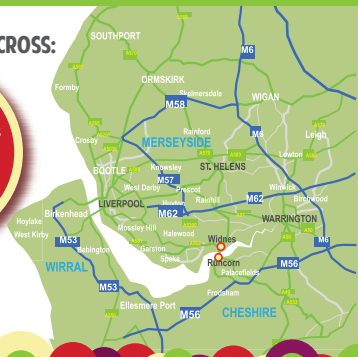 CROSS:
SOUTHPORT
M6
ORMSKIRK
Formby
Skelmersdale
WIGAN
M58
Rainford
M6
Leigh
Crosby
MERSEYSIDE
Lowton
BOOTLE
Knowsley
ST. HELENS
M57
West Derby
Prescot
Winwick
Rainhill
M62
Birchwood
LIVERPOOL
Huyton
Birkenhead
M62
WARRINGTON
Hoylake
Mossley Hill
Halewood
West Kirby
Widnes
M53
Bebington
Garston
M6
Speke
Runcorn
M56
WIRRAL
Palacefields
M53
Frodsham
Ellesmere Port
M56
CHESHIRE